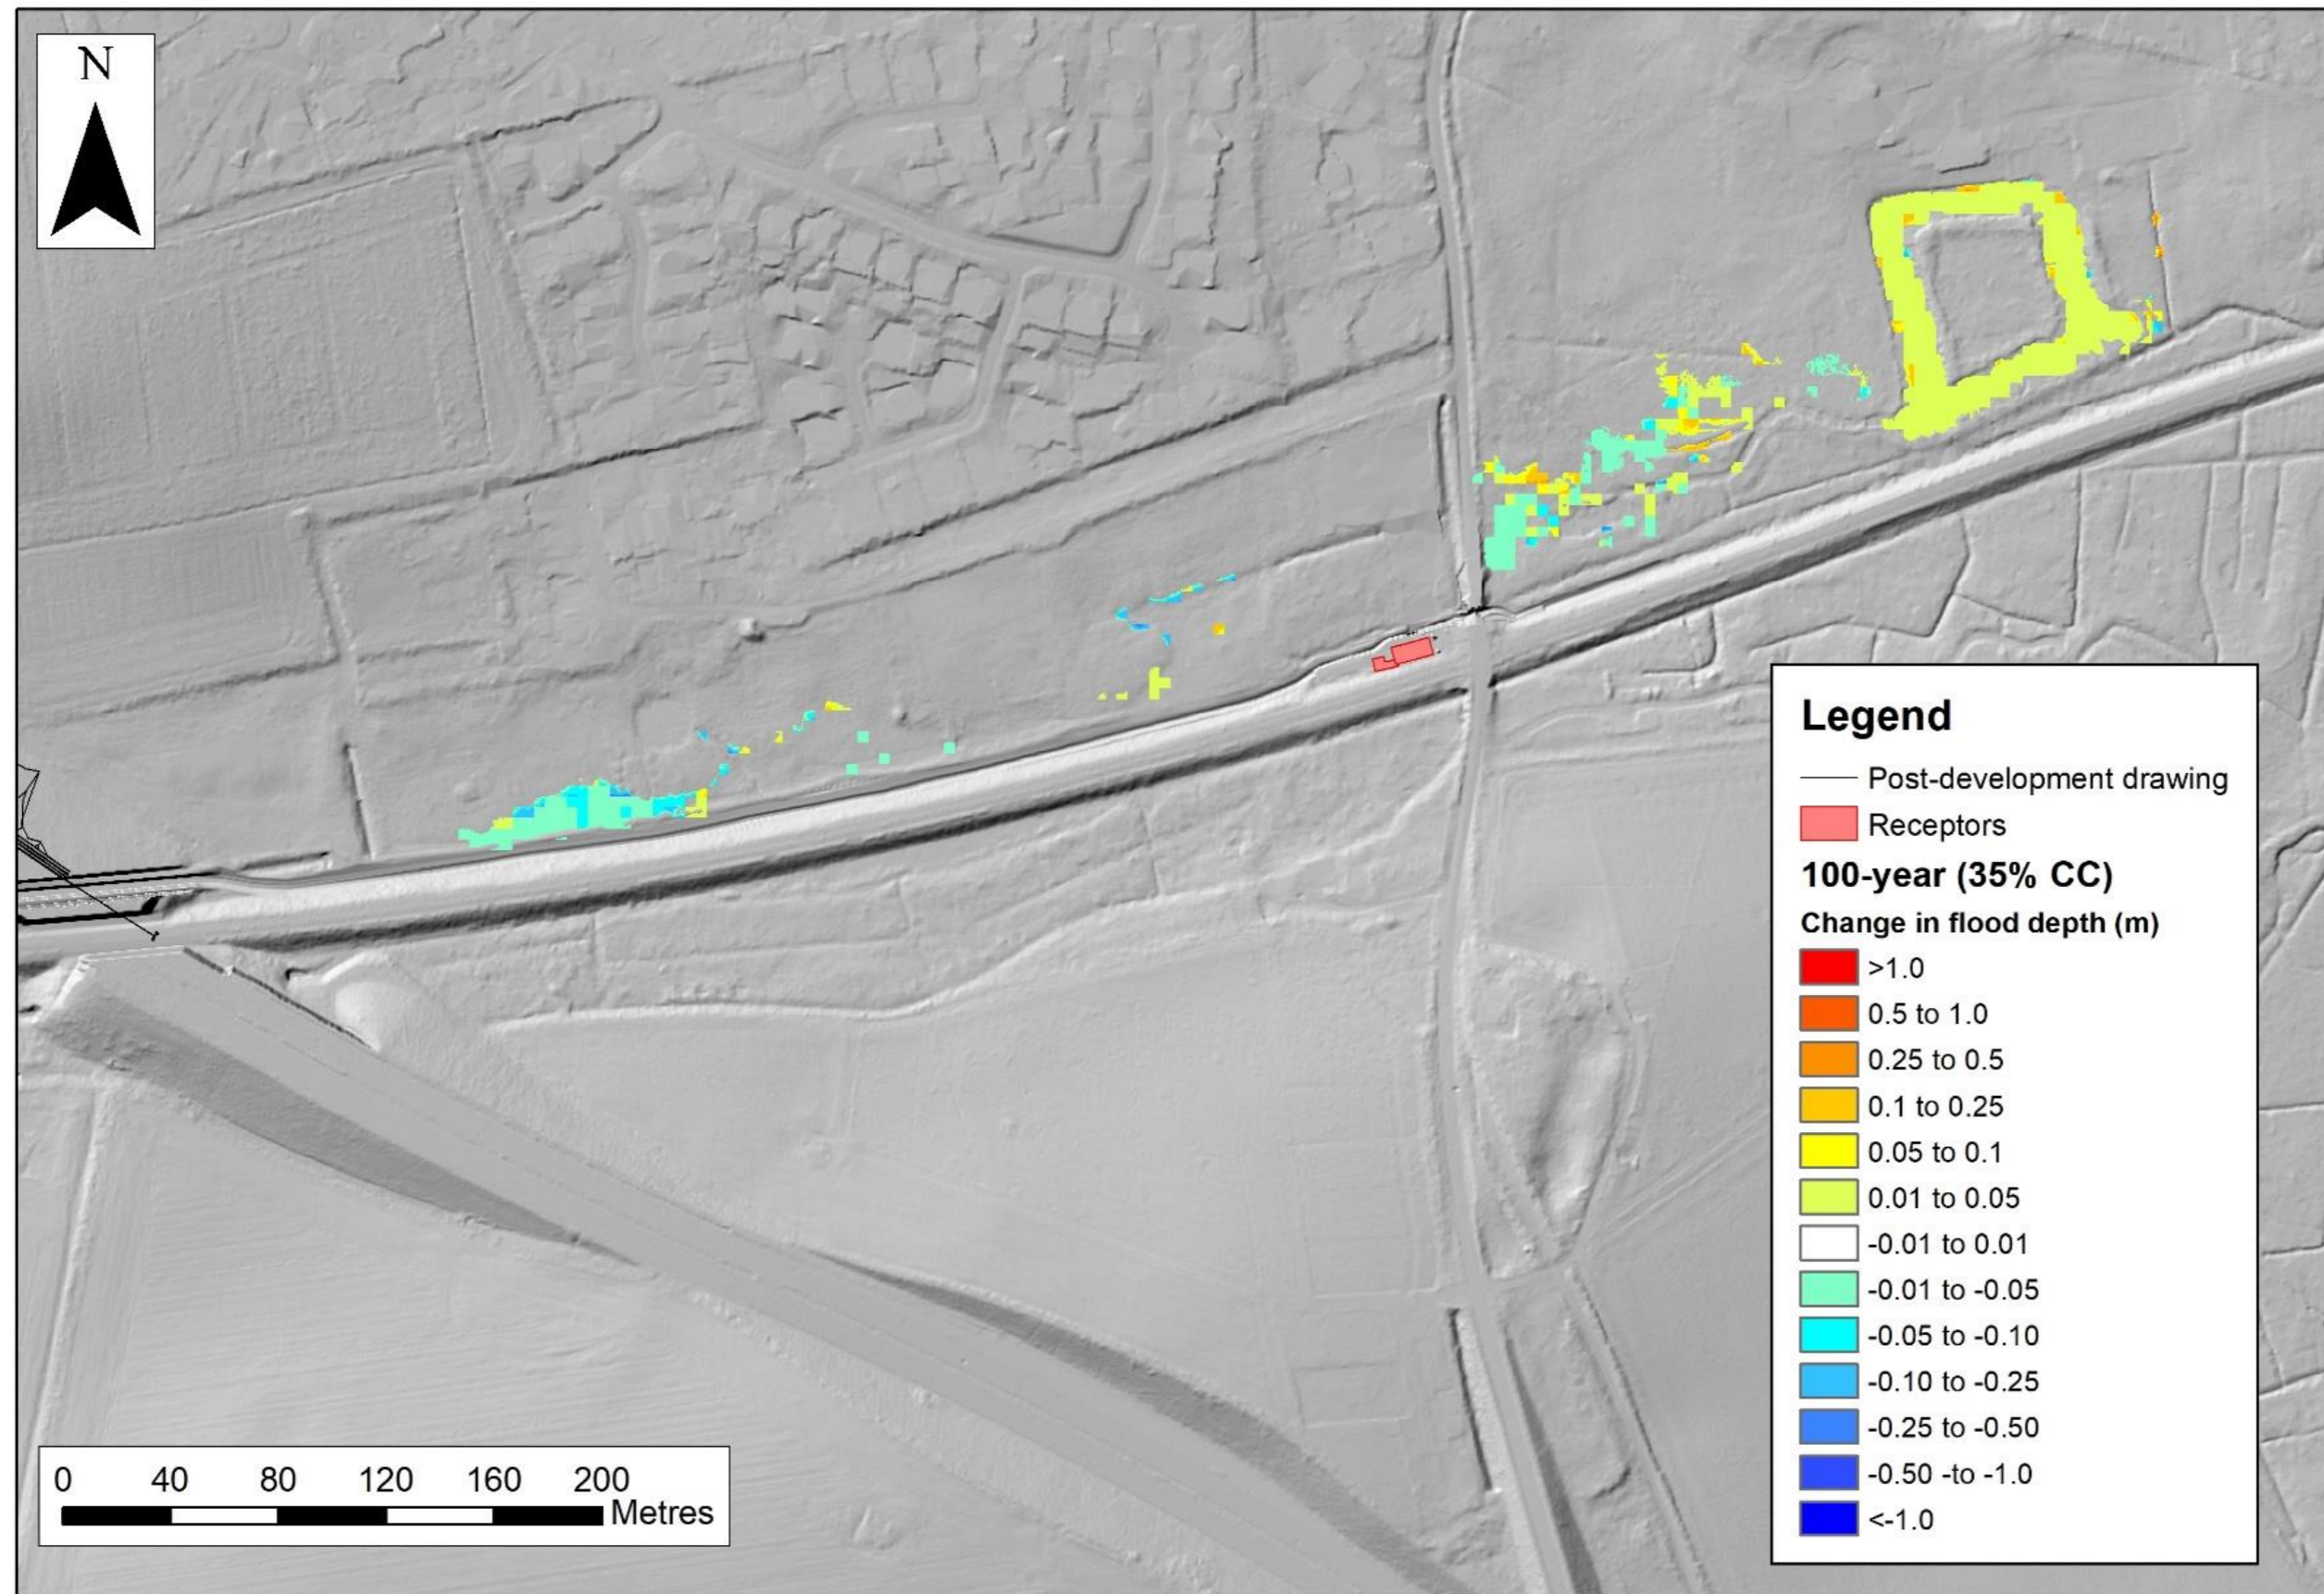 N
Legend
Post-development drawing
Receptors
100-year (35% CC)
Change in flood depth (m)
>1.0
0.5 to 1.0
0.25 to 0.5
0.1 to 0.25
0.05 to 0.1
0.01 to 0.05
-0.01 to 0.01
-0.01 to -0.05
-0.05 to -0.10
-0.10 to -0.25
-0.25 to -0.50
-0.50 -to -1.0
<-1.0
0 40 80 120 160 200
Metres